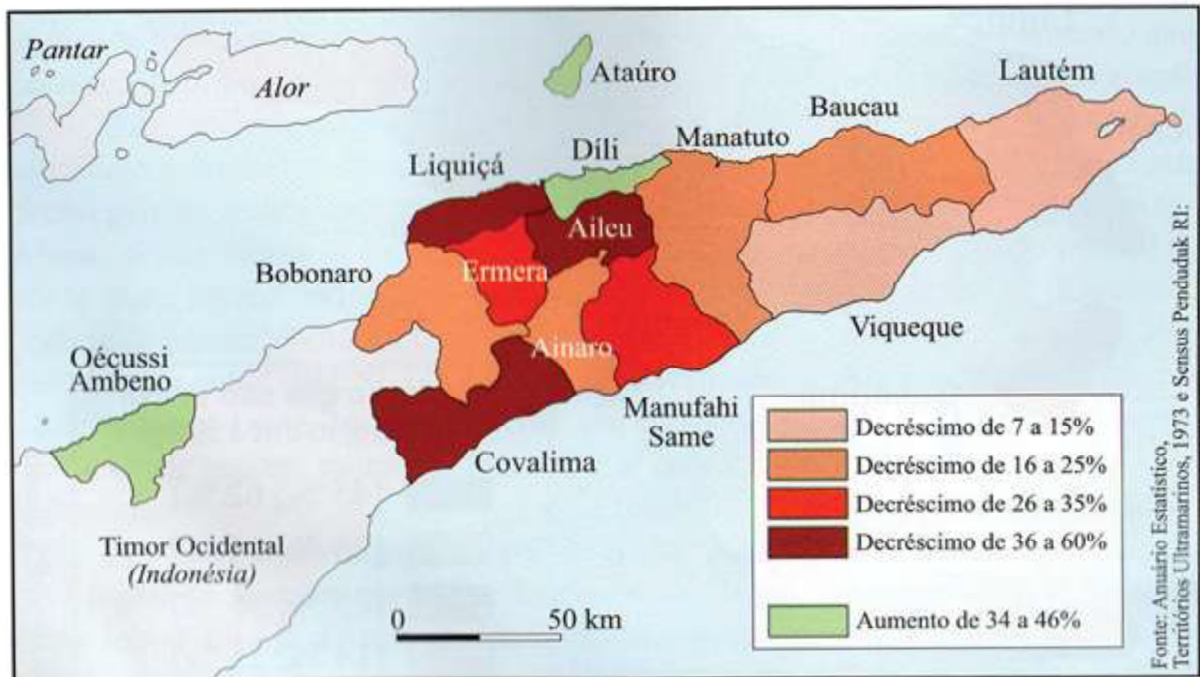 Pantar
Alor
Ataúro
Lautém
Baucau
Manatuto
Díli
Liquiçá
Aileu
Ermera
Bobonaro
Ainaro
Viqueque
Oécussi
Ambeno
Manufahi
Same
Covalima
Timor Ocidental
(Indonésia)
0 50 km
Decréscimo de 7 a 15%
Decréscimo de 16 a 25%
Decréscimo de 26 a 35%
Decréscimo de 36 a 60%
Aumento de 34 a 46%
Fonte: Anuário Estatístico,
Territórios Ultramarinos, 1973 e Sensus Penduduk RI: